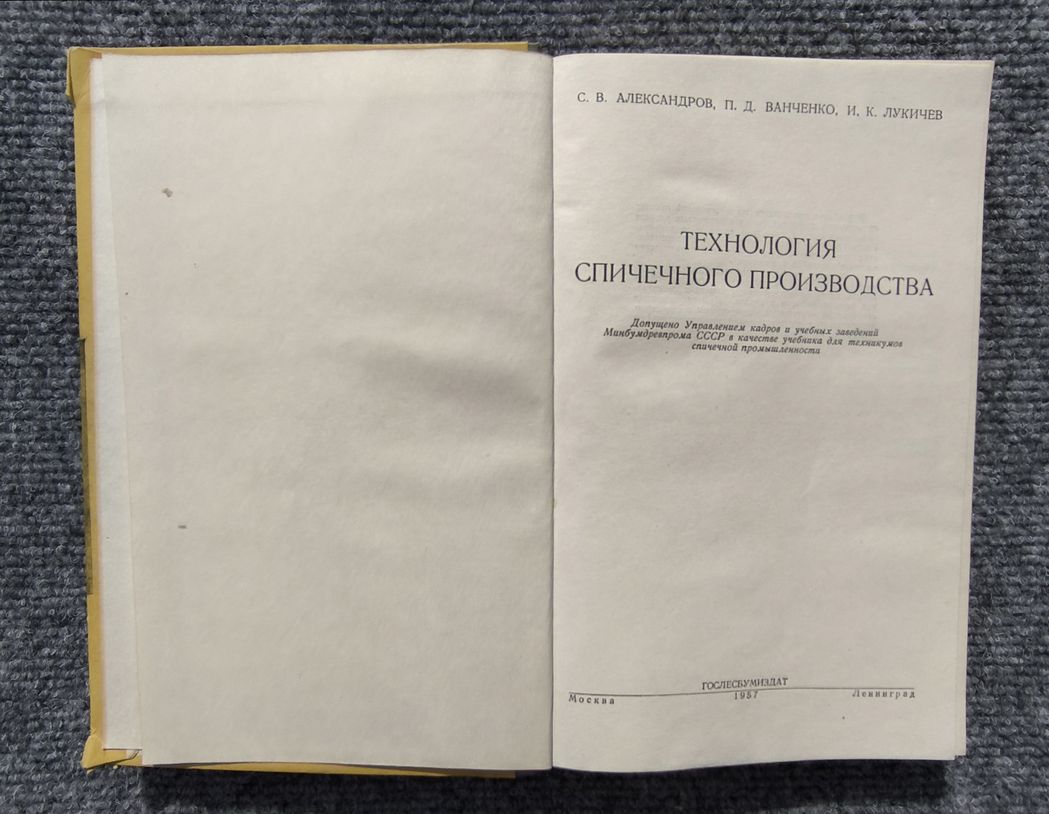 С. В. АЛЕКСАНДРОВ, П. Д. ВАНЧЕНКО, И. К. ЛУКИЧЕВ
ТЕХНОЛОГИЯ
СПИЧЕЧНОГО ПРОИЗВОДСТВА
Допущено Управлением кадров и учебных заведений
Минбумдревпрома СССР в качестве учебника для техникумов
спичечной промышленности
ГОСЛЕСБУМИЗДАТ
Москва 1957 Ленинград